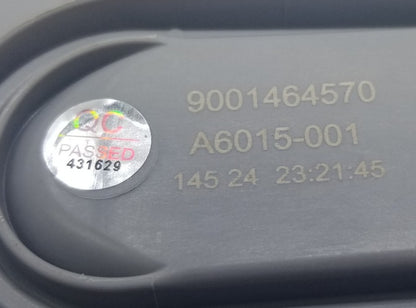 9001464570
A6015-001
145 24 23:21:45
QC
PASSED
431629